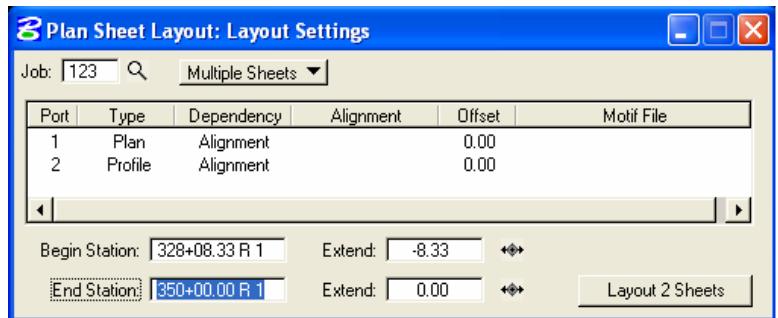 Plan Sheet Layout: Layout Settings
Job: 123 Multiple Sheets
Port Type Dependency Alignment Offset Motif File
1 Plan Alignment 0.00
2 Profile Alignment 0.00
Begin Station: 328+08.33 R 1 Extend: -8.33
End Station: 350+00.00 R 1 Extend: 0.00 Layout 2 Sheets